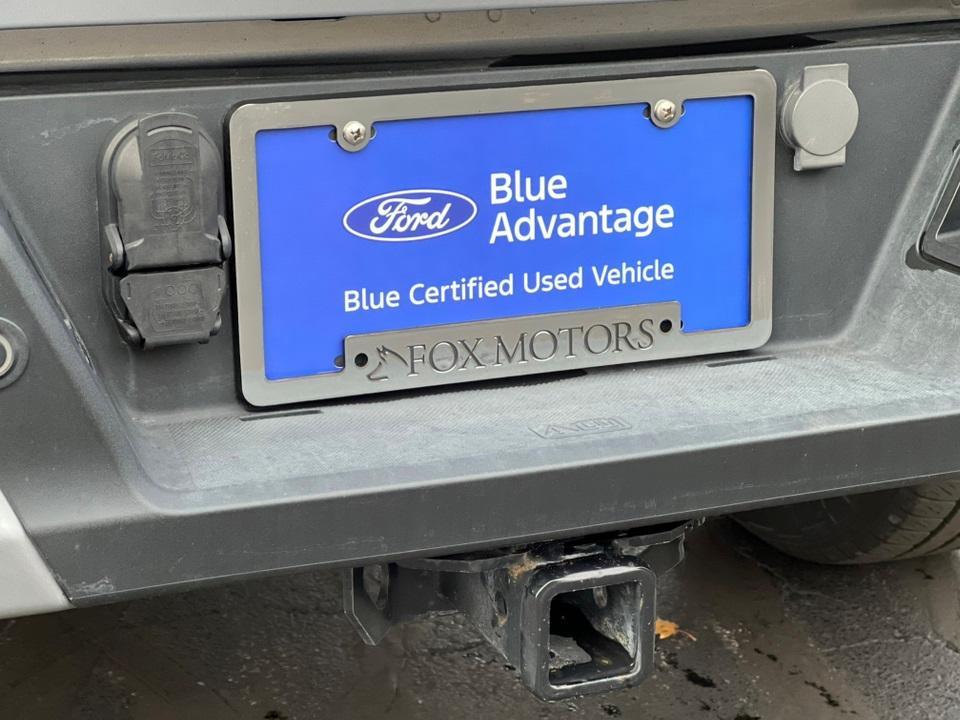 Ford
Blue
Advantage
Blue Certified Used Vehicle
FOX MOTORS